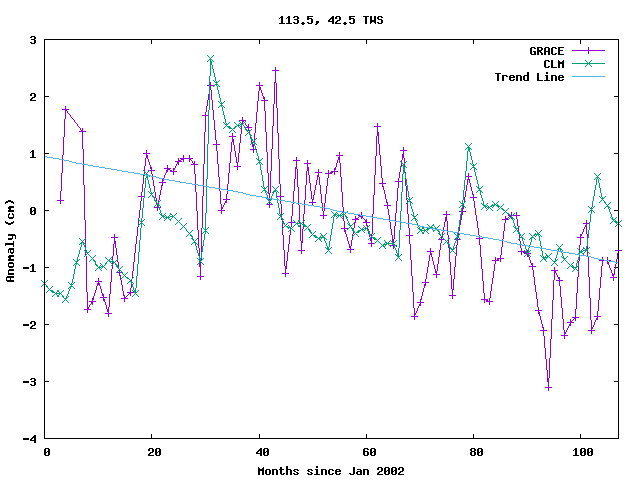 113.5, 42.5 TWS
GRACE
CLM
Trend Line
3
2
1
0
-1
-2
-3
-4
Anomaly (cm)
0 20 40 60 80 100
Months since Jan 2002